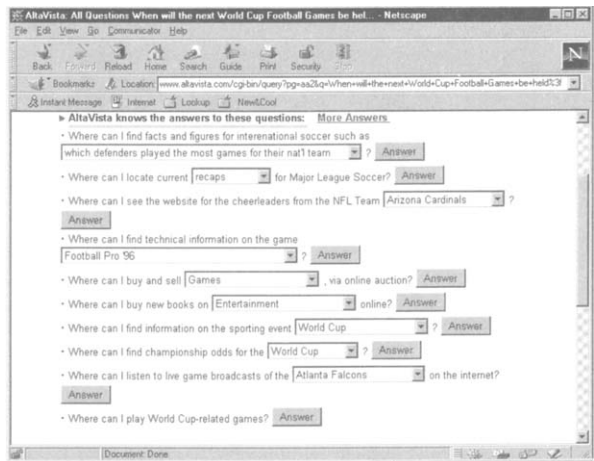 AltaVista: All Questions When will the next World Cup Football Games be hel... - Netscape
File Edit View Go Communicator Help
Back Forward Reload Home Search Guide Print Security Stop
Bookmarks Location: www.altavista.com/cgi-bin/query?pg=aa2&q=When+will+the+next+World+Cup+Football+Games+be+held%3f
Instant Message Internet Lookup New&Cool
AltaVista knows the answers to these questions: More Answers
• Where can I find facts and figures for interenational soccer such as
which defenders played the most games for their nat'l team ? Answer
• Where can I locate current recaps for Major League Soccer? Answer
• Where can I see the website for the cheerleaders from the NFL Team Arizona Cardinals ?
Answer
• Where can I find technical information on the game
Football Pro '96 ? Answer
• Where can I buy and sell Games , via online auction? Answer
• Where can I buy new books on Entertainment online? Answer
• Where can I find information on the sporting event World Cup ? Answer
• Where can I find championship odds for the World Cup ? Answer
• Where can I listen to live game broadcasts of the Atlanta Falcons on the internet?
Answer
• Where can I play World Cup-related games? Answer
Document: Done